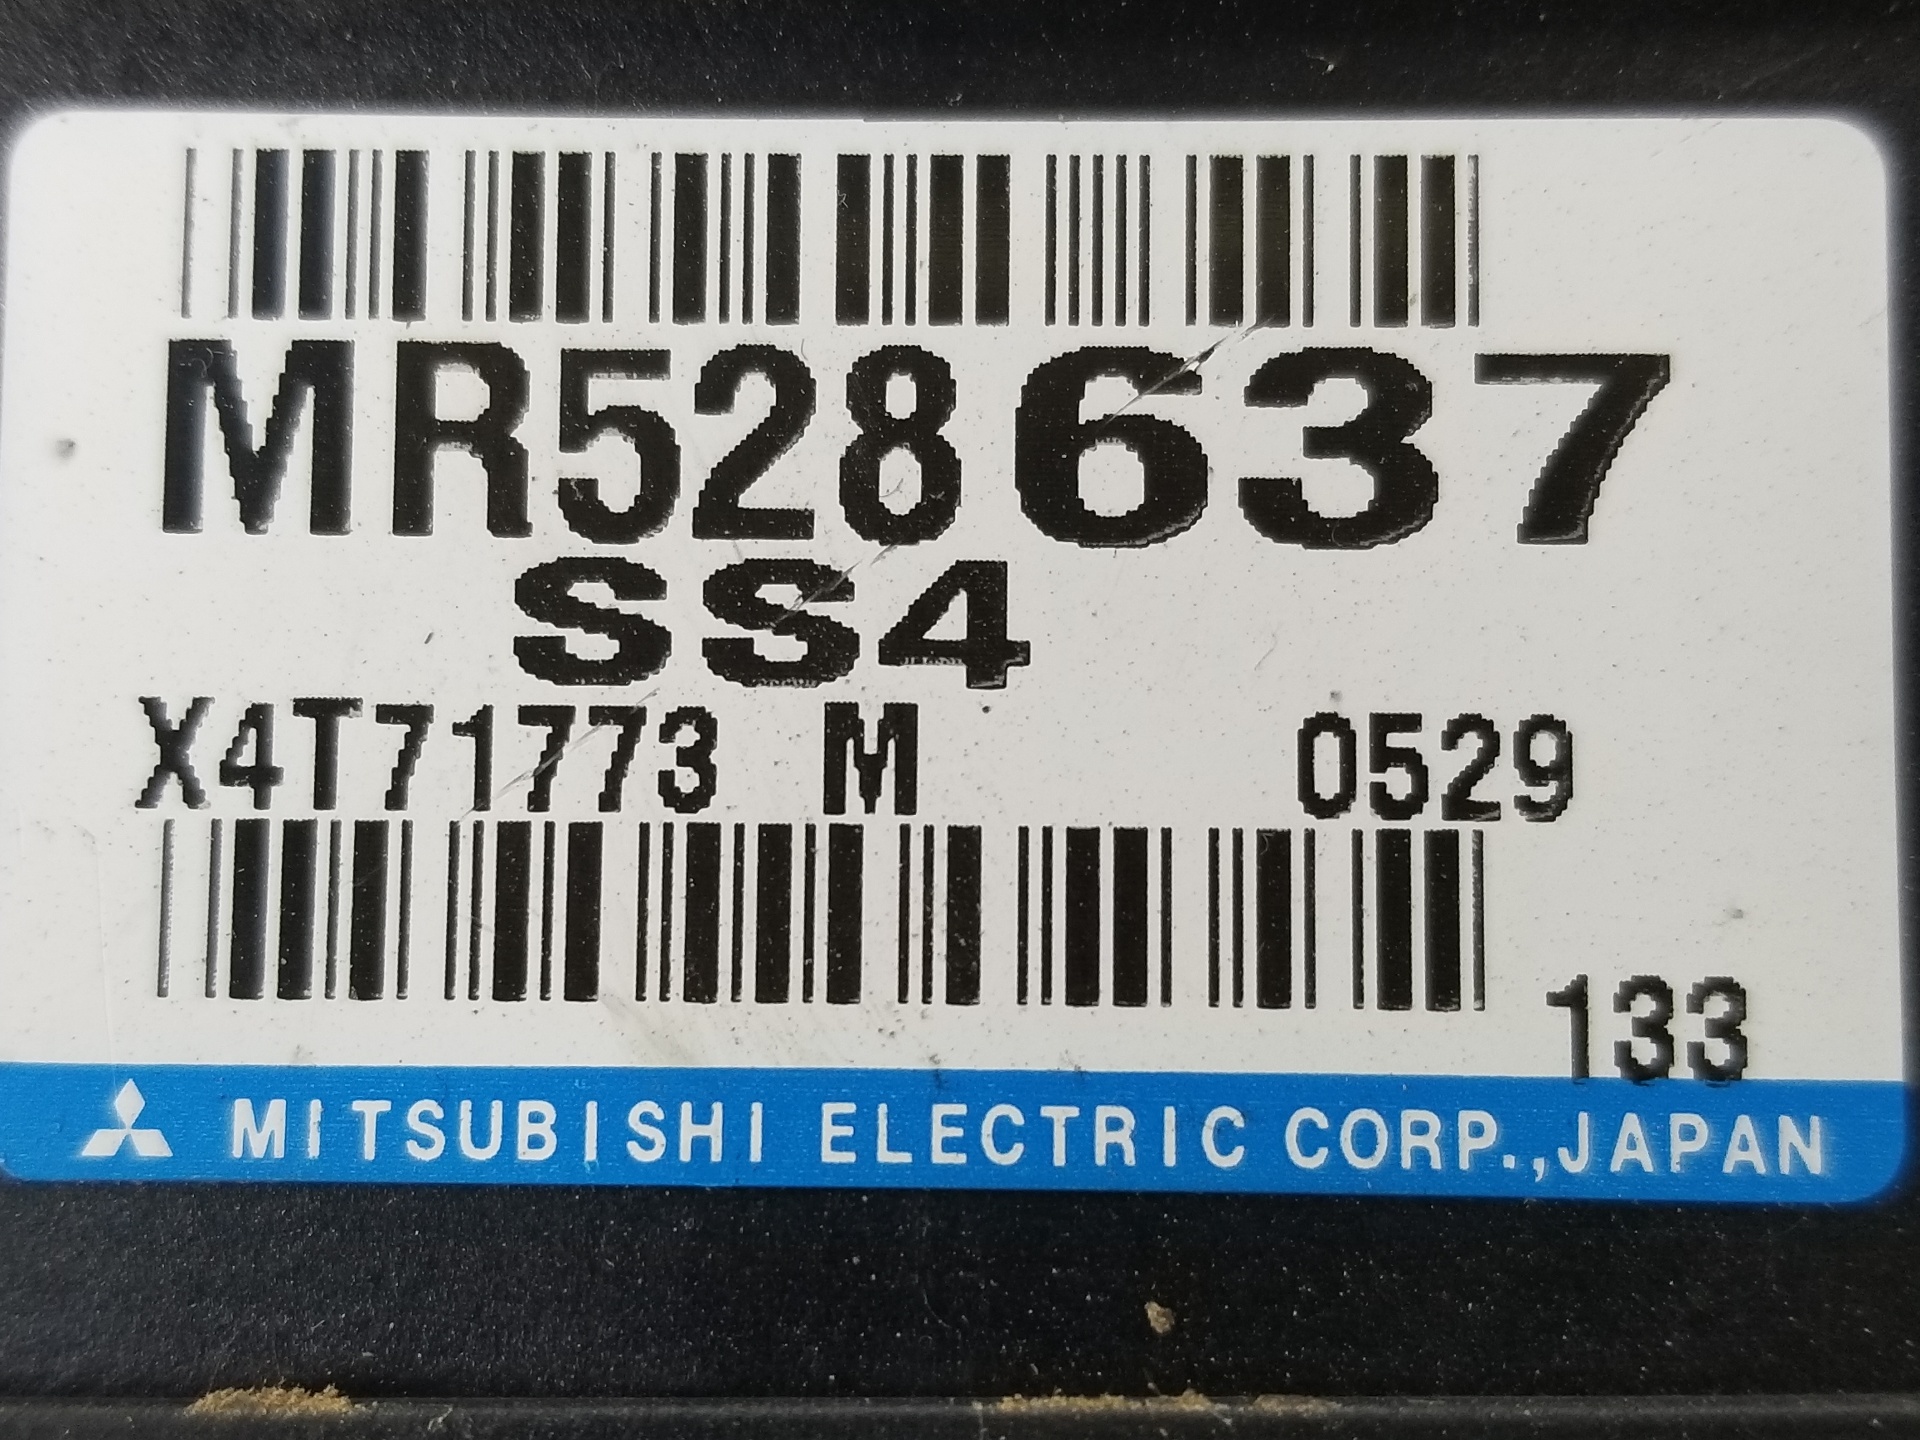 MR528637
SS4
X4T71773 M 0529
133
MITSUBISHI ELECTRIC CORP.,JAPAN